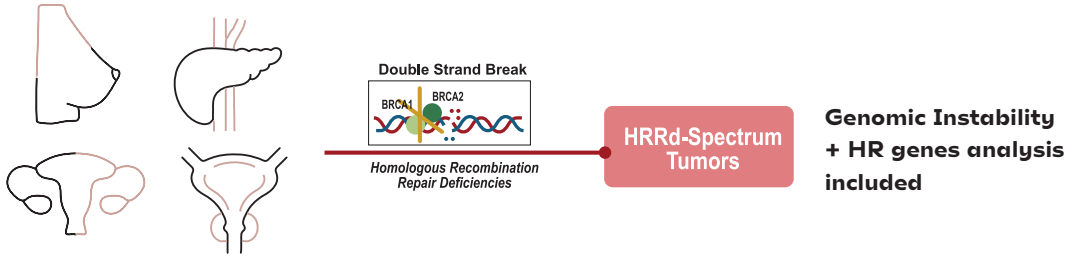 Double Strand Break
BRCA1
BRCA2
Homologous Recombination
Repair Deficiencies
HRRd-Spectrum
Tumors
Genomic Instability
+ HR genes analysis
included